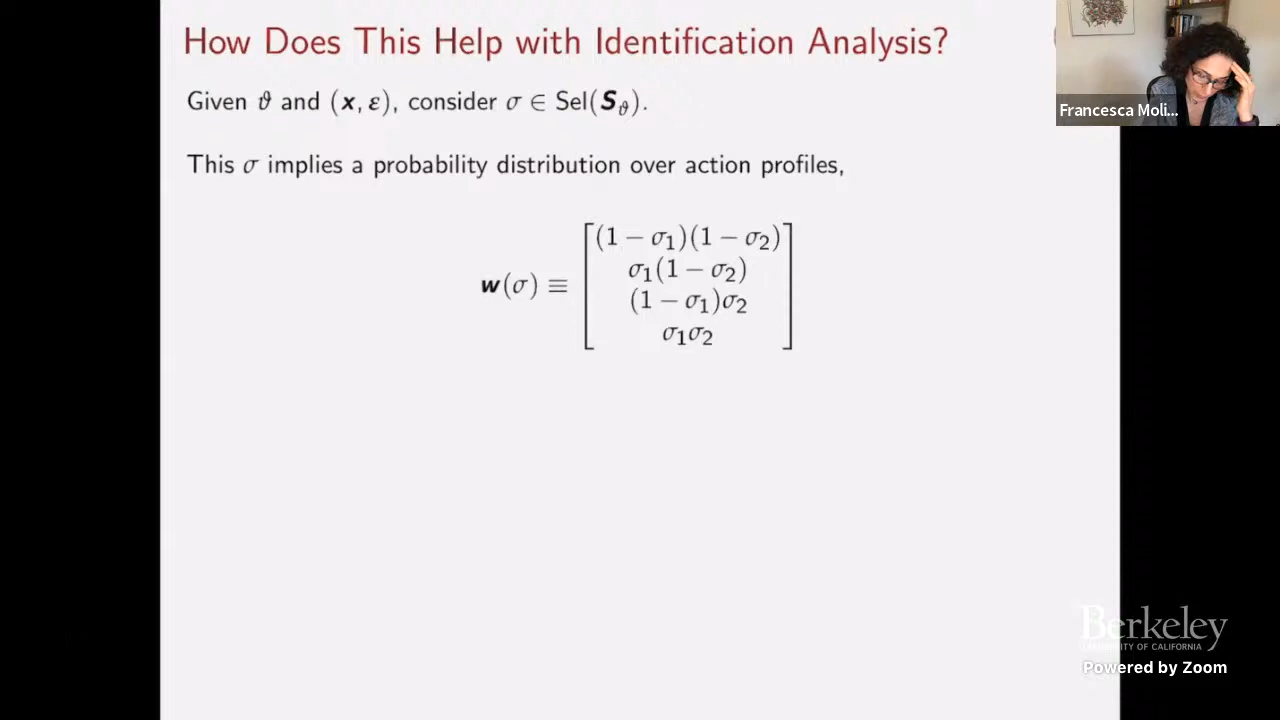 How Does This Help with Identification Analysis?
Given ϑ and (x, ε), consider σ ∈ Sel(S_ϑ).
This σ implies a probability distribution over action profiles,
w(σ) ≡ [(1 − σ₁)(1 − σ₂)
σ₁(1 − σ₂)
(1 − σ₁)σ₂
σ₁σ₂]
Francesca Moli...
Berkeley
UNIVERSITY OF CALIFORNIA
Powered by Zoom